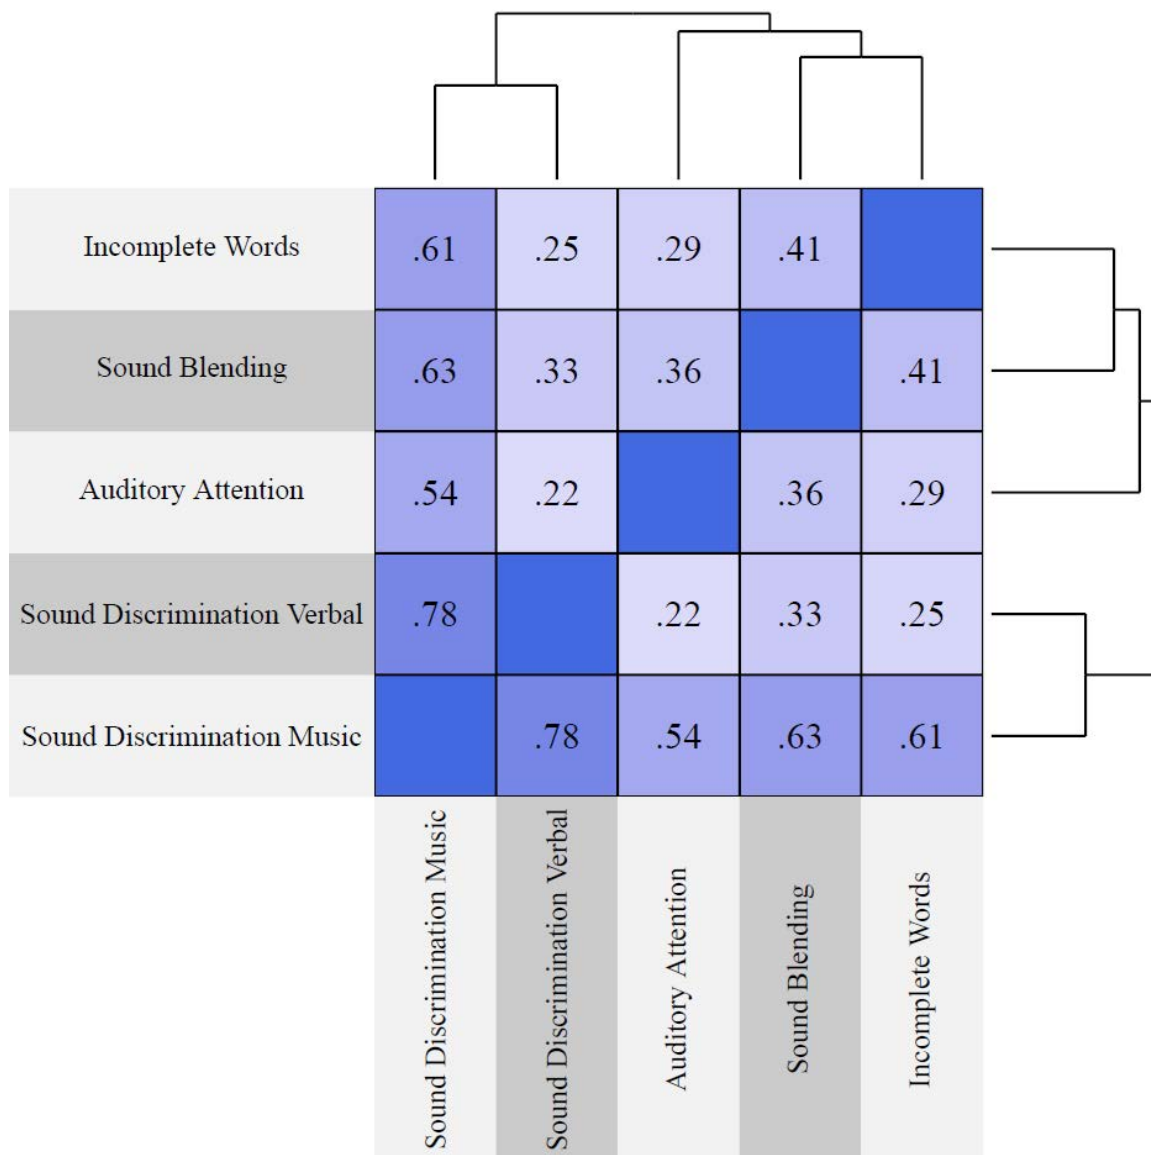 Incomplete Words .61 .25 .29 .41
Sound Blending .63 .33 .36 .41
Auditory Attention .54 .22 .36 .29
Sound Discrimination Verbal .78 .22 .33 .25
Sound Discrimination Music .78 .54 .63 .61
Sound Discrimination Music
Sound Discrimination Verbal
Auditory Attention
Sound Blending
Incomplete Words